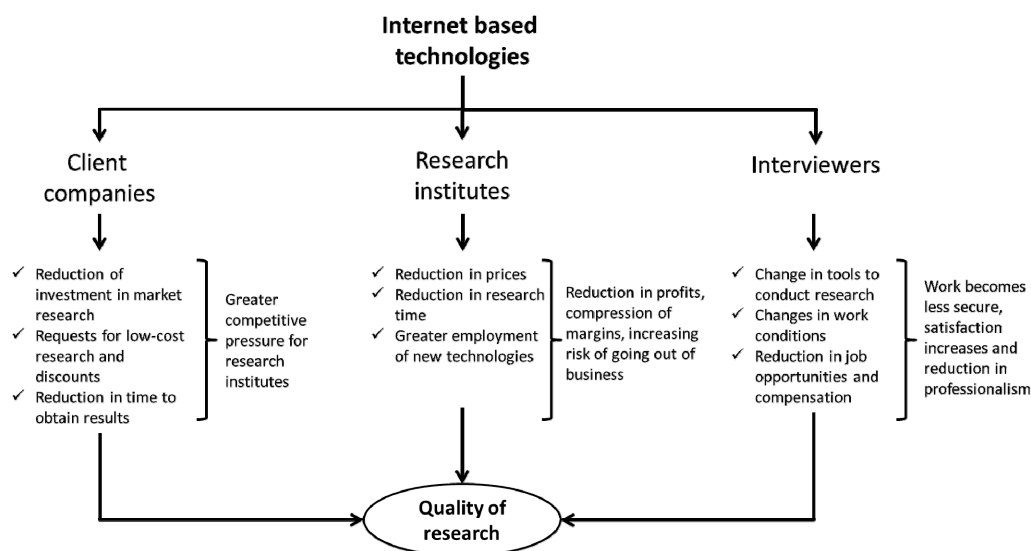 Internet based
technologies
Client
companies
Research
institutes
Interviewers
✓ Reduction of
investment in market
research
✓ Requests for low-cost
research and
discounts
✓ Reduction in time to
obtain results
Greater
competitive
pressure for
research
institutes
✓ Reduction in prices
✓ Reduction in research
time
✓ Greater employment
of new technologies
Reduction in profits,
compression of
margins, increasing
risk of going out of
business
✓ Change in tools to
conduct research
✓ Changes in work
conditions
✓ Reduction in job
opportunities and
compensation
Work becomes
less secure,
satisfaction
increases and
reduction in
professionalism
Quality of
research